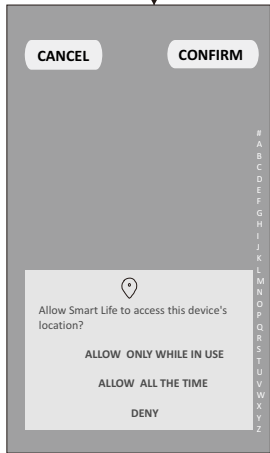 CANCEL
CONFIRM
#
A
B
C
D
E
F
G
H
I
J
K
L
M
N
O
P
Q
R
S
T
U
V
W
X
Y
Z
Allow Smart Life to access this device's
location?
ALLOW ONLY WHILE IN USE
ALLOW ALL THE TIME
DENY